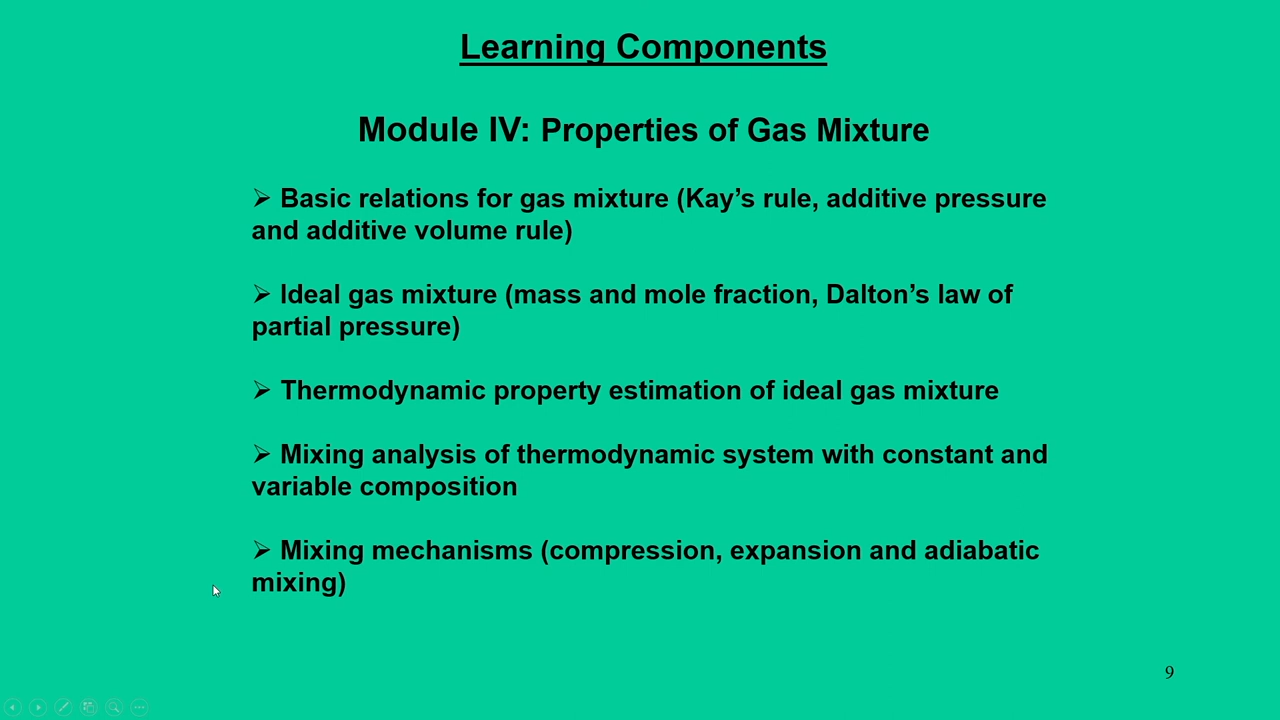 Learning Components
Module IV: Properties of Gas Mixture
➢ Basic relations for gas mixture (Kay’s rule, additive pressure
and additive volume rule)
➢ Ideal gas mixture (mass and mole fraction, Dalton’s law of
partial pressure)
➢ Thermodynamic property estimation of ideal gas mixture
➢ Mixing analysis of thermodynamic system with constant and
variable composition
➢ Mixing mechanisms (compression, expansion and adiabatic
mixing)
9